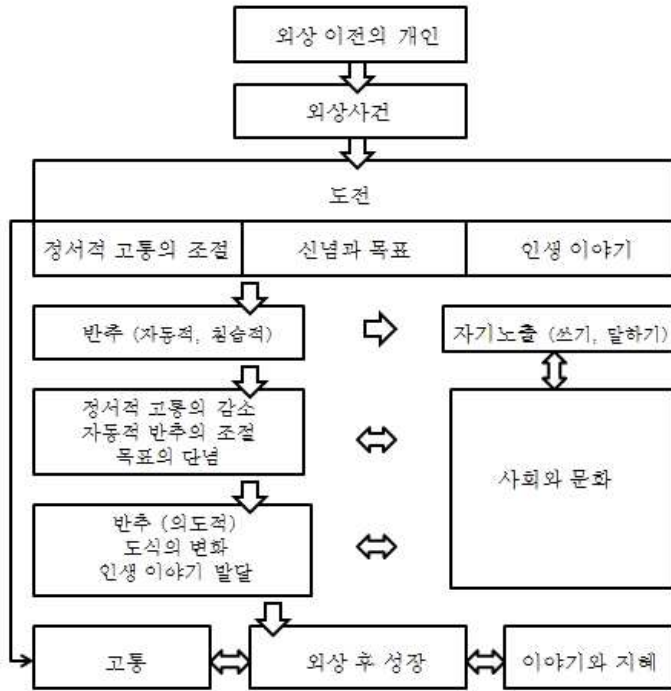 외상 이전의 개인
외상사건
도전
정서적 고통의 조절
신념과 목표
인생 이야기
반추 (자동적, 침습적)
자기노출 (쓰기, 말하기)
정서적 고통의 감소
자동적 반추의 조절
목표의 단념
사회와 문화
반추 (의도적)
도식의 변화
인생 이야기 발달
고통
외상 후 성장
이야기와 지혜